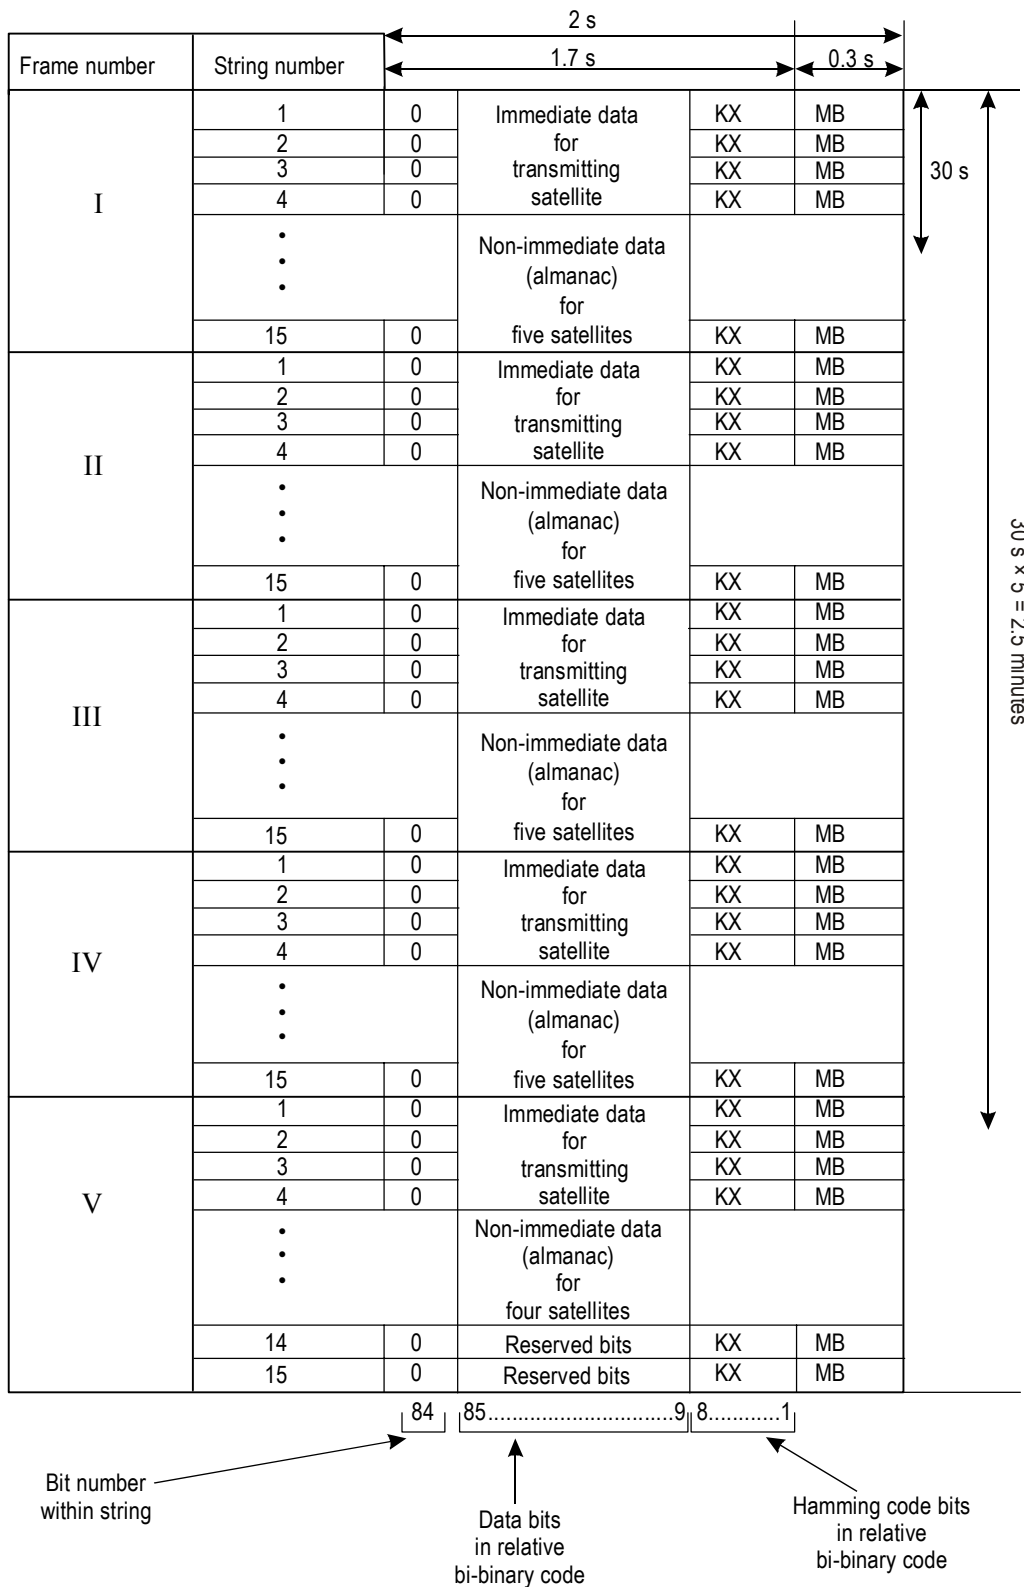 2 s
Frame number String number 1.7 s 0.3 s
1 0 Immediate data KX MB
2 0 for KX MB
3 0 transmitting KX MB 30 s
I 4 0 satellite KX MB
• Non-immediate data
• (almanac)
• for
15 0 five satellites KX MB
1 0 Immediate data KX MB
2 0 for KX MB
3 0 transmitting KX MB
II 4 0 satellite KX MB
• Non-immediate data
• (almanac)
• for
15 0 five satellites KX MB
30 s × 5 = 2.5 minutes
1 0 Immediate data KX MB
2 0 for KX MB
3 0 transmitting KX MB
III 4 0 satellite KX MB
• Non-immediate data
• (almanac)
• for
15 0 five satellites KX MB
1 0 Immediate data KX MB
2 0 for KX MB
3 0 transmitting KX MB
IV 4 0 satellite KX MB
• Non-immediate data
• (almanac)
• for
15 0 five satellites KX MB
1 0 Immediate data KX MB
2 0 for KX MB
3 0 transmitting KX MB
V 4 0 satellite KX MB
• Non-immediate data
• (almanac)
• for
four satellites
14 0 Reserved bits KX MB
15 0 Reserved bits KX MB
84 85...............................9 8............1
Bit number
within string
Data bits
in relative
bi-binary code
Hamming code bits
in relative
bi-binary code